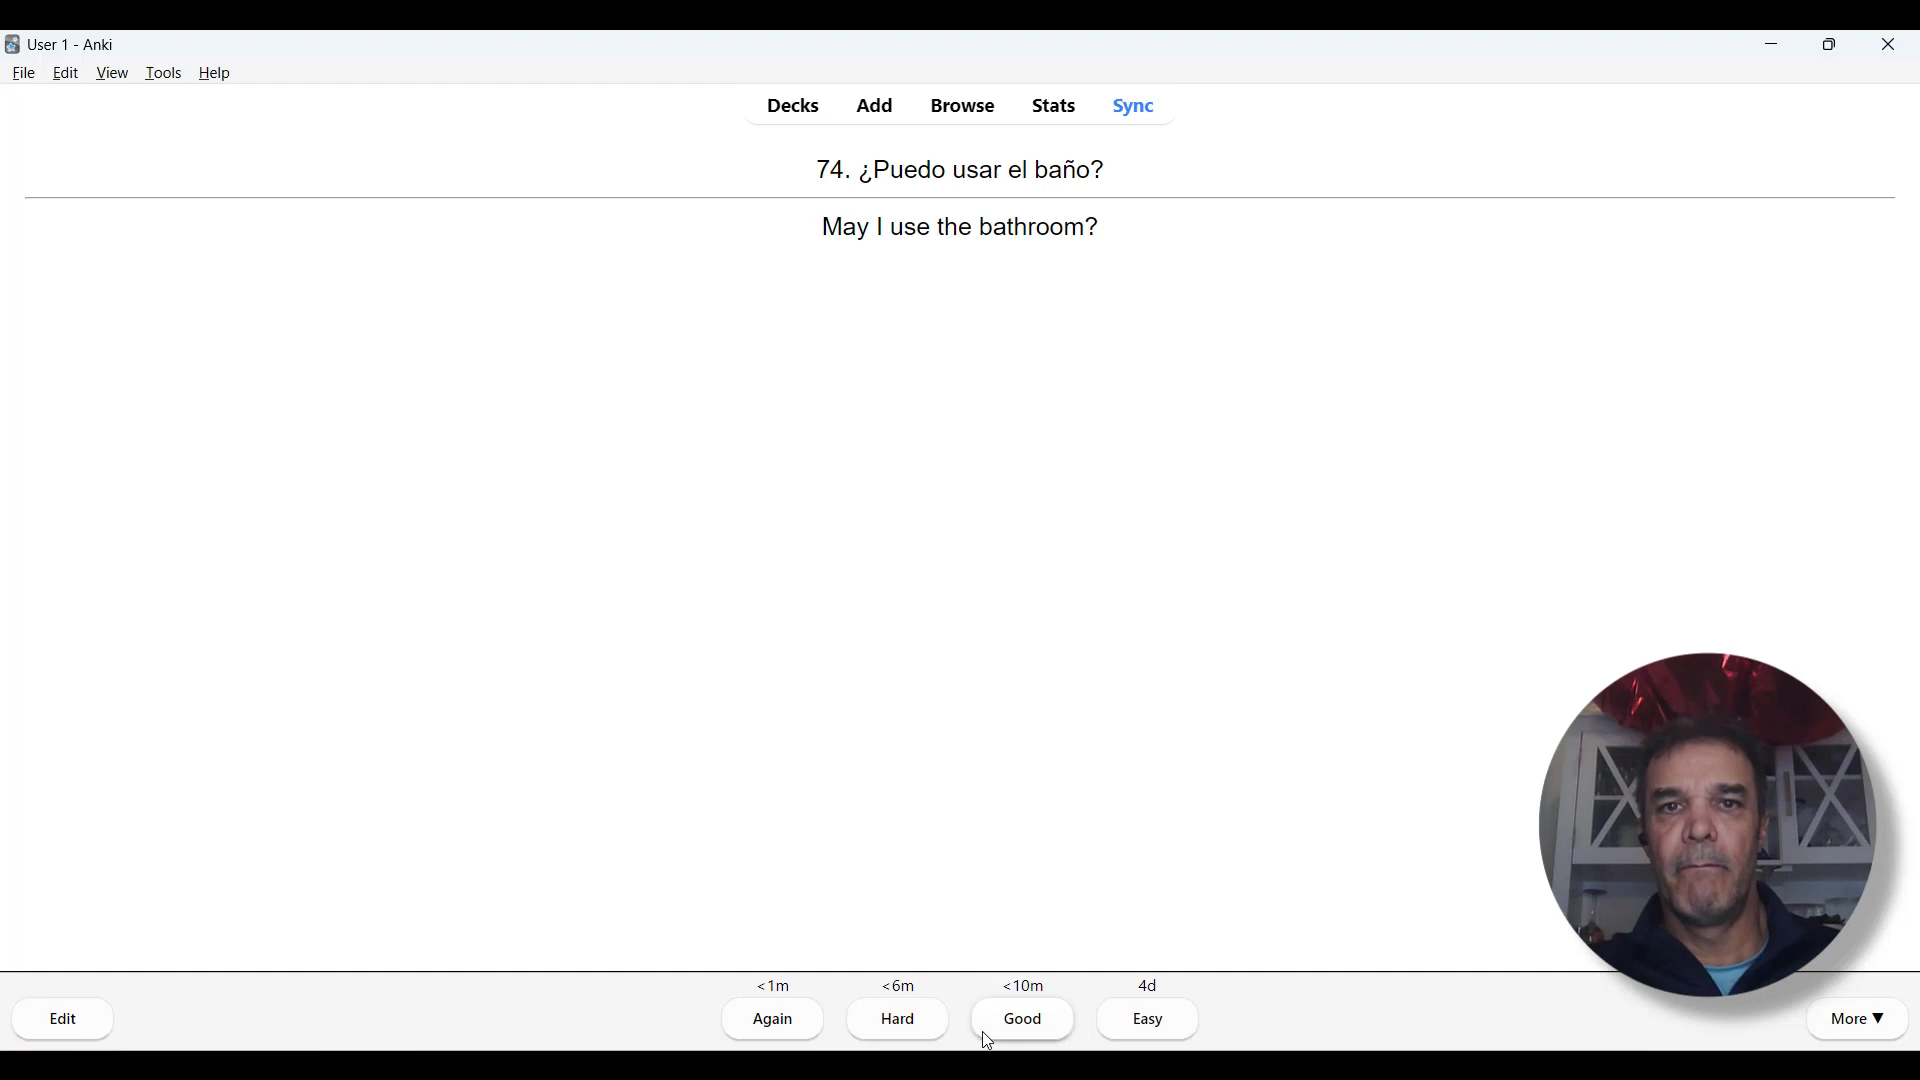 User 1 - Anki
File Edit View Tools Help
Decks Add Browse Stats Sync
74. ¿Puedo usar el baño?
May I use the bathroom?
<1m <6m <10m 4d
Edit Again Hard Good Easy More ▼